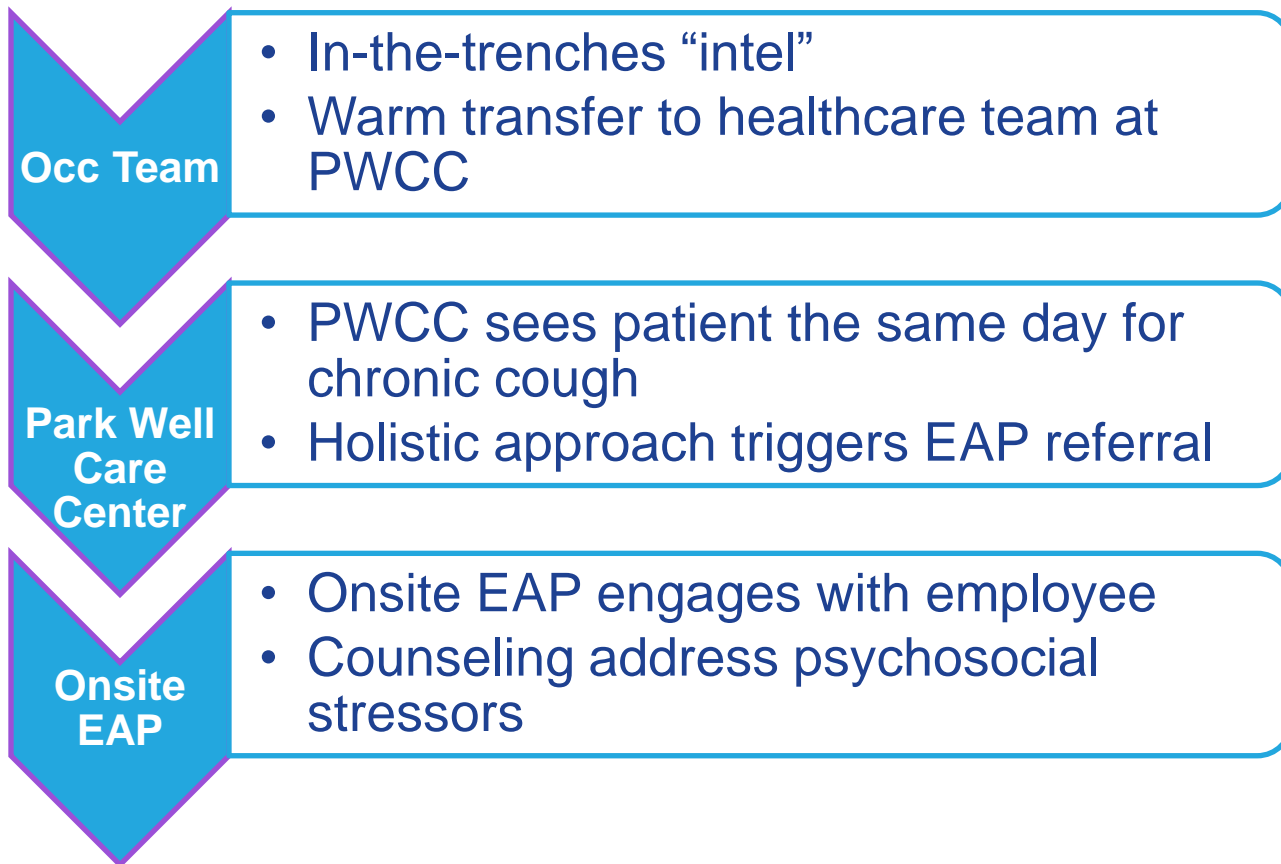 Occ Team
• In-the-trenches “intel”
• Warm transfer to healthcare team at
PWCC
Park Well
Care
Center
• PWCC sees patient the same day for
chronic cough
• Holistic approach triggers EAP referral
Onsite
EAP
• Onsite EAP engages with employee
• Counseling address psychosocial
stressors